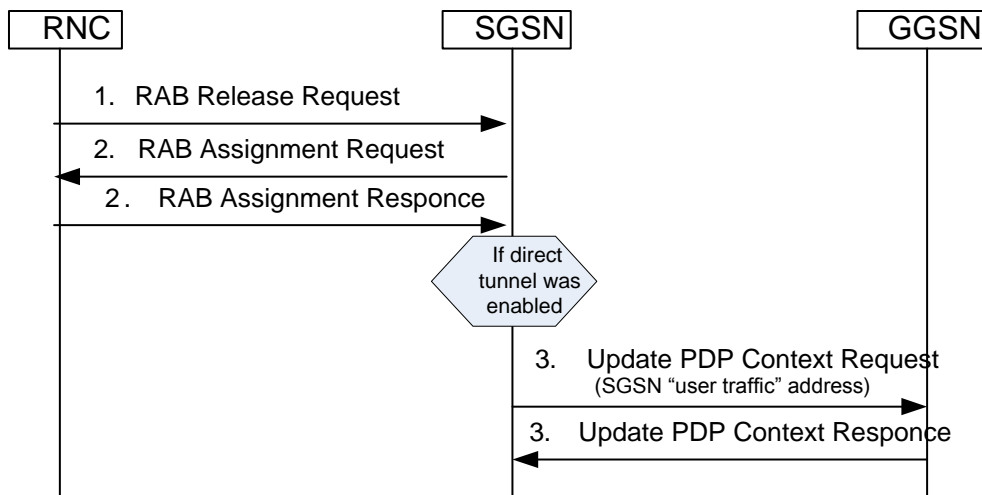 RNC
SGSN
GGSN
1. RAB Release Request
2. RAB Assignment Request
2. RAB Assignment Responce
If direct
tunnel was
enabled
3. Update PDP Context Request
(SGSN “user traffic” address)
3. Update PDP Context Responce